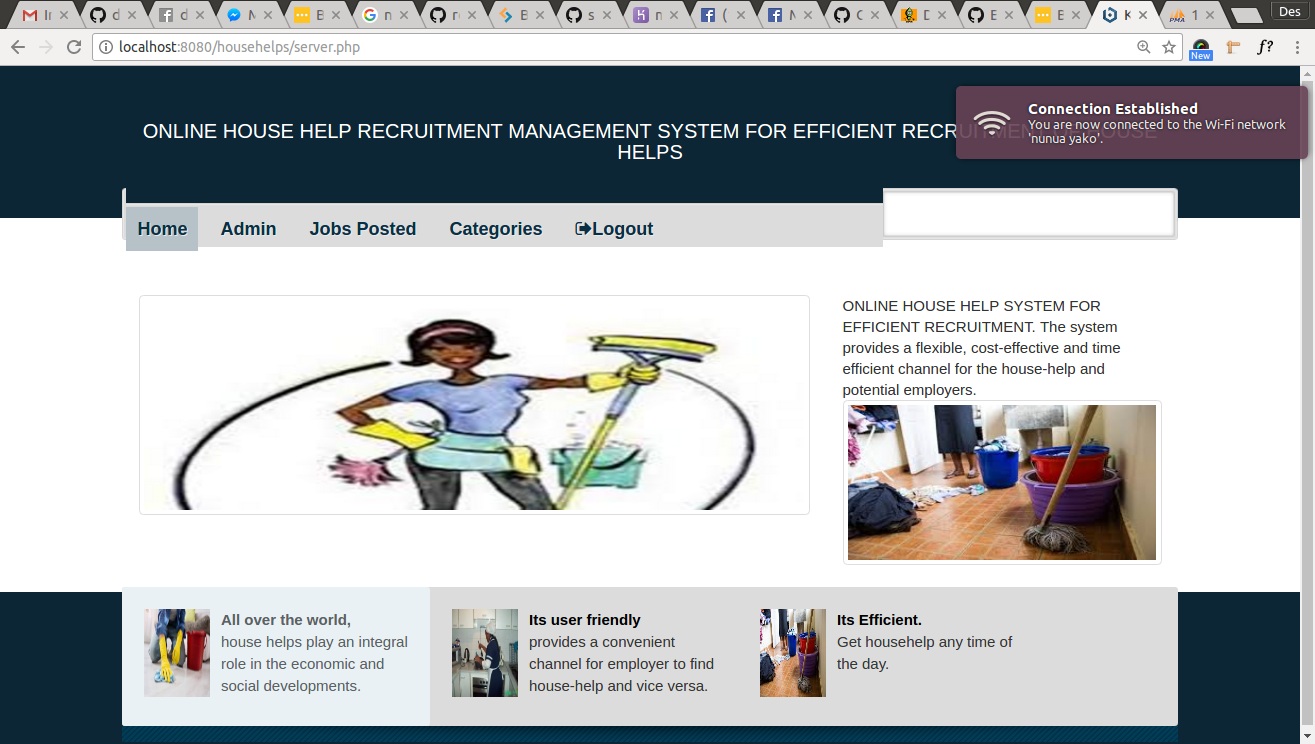 Des
localhost:8080/househelps/server.php
New
f?
Connection Established
You are now connected to the Wi-Fi network
'nunua yako'.
ONLINE HOUSE HELP RECRUITMENT MANAGEMENT SYSTEM FOR EFFICIENT RECRUITMENT OF HOUSE
HELPS
Home Admin Jobs Posted Categories Logout
ONLINE HOUSE HELP SYSTEM FOR
EFFICIENT RECRUITMENT. The system
provides a flexible, cost-effective and time
efficient channel for the house-help and
potential employers.
All over the world,
house helps play an integral
role in the economic and
social developments.
Its user friendly
provides a convenient
channel for employer to find
house-help and vice versa.
Its Efficient.
Get househelp any time of
the day.